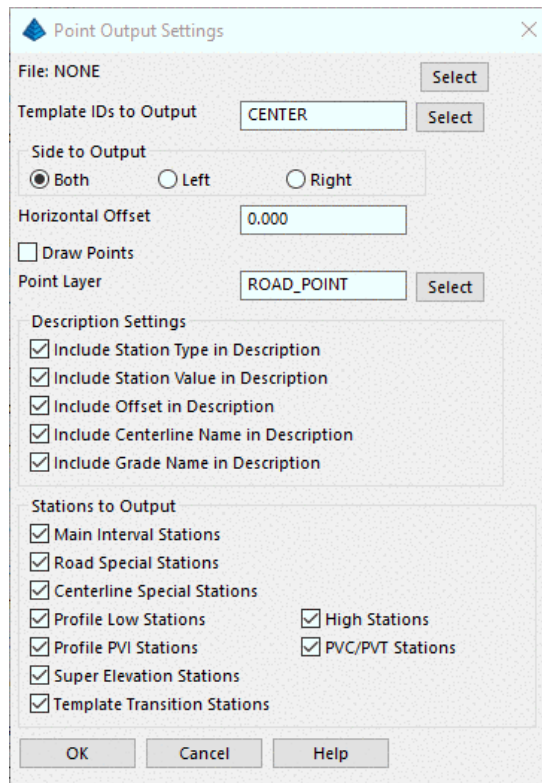 Point Output Settings
File: NONE Select
Template IDs to Output CENTER Select
Side to Output
Both Left Right
Horizontal Offset 0.000
Draw Points
Point Layer ROAD_POINT Select
Description Settings
Include Station Type in Description
Include Station Value in Description
Include Offset in Description
Include Centerline Name in Description
Include Grade Name in Description
Stations to Output
Main Interval Stations
Road Special Stations
Centerline Special Stations
Profile Low Stations High Stations
Profile PVI Stations PVC/PVT Stations
Super Elevation Stations
Template Transition Stations
OK Cancel Help